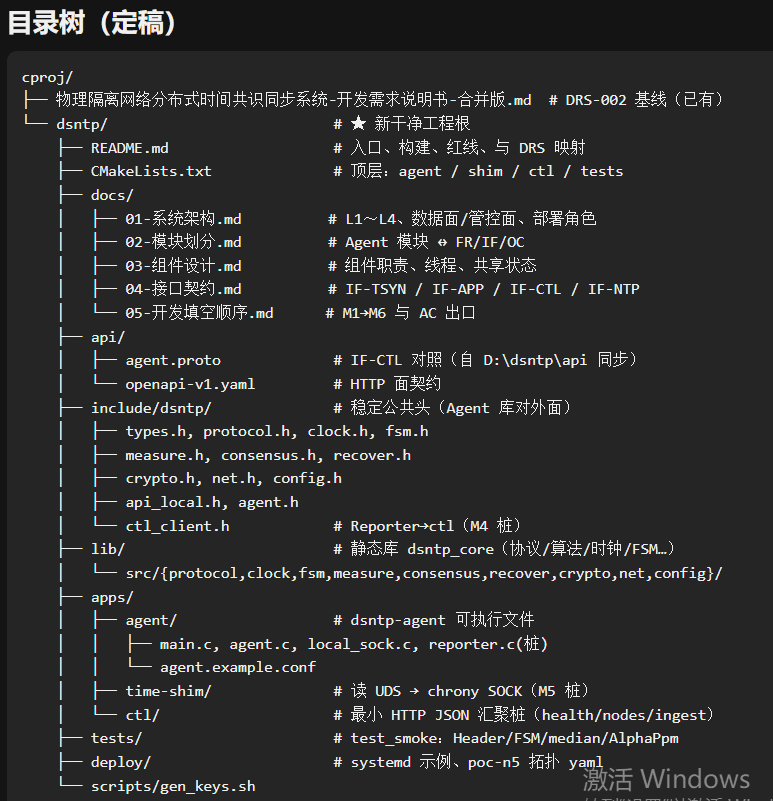 目录树（定稿）
cproj/
├── 物理隔离网络分布式时间共识同步系统-开发需求说明书-合并版.md  # DRS-002 基线（已有）
└── dsntp/                          # ★ 新干净工程根
    ├── README.md                   # 入口、构建、红线、与 DRS 映射
    ├── CMakeLists.txt              # 顶层：agent / shim / ctl / tests
    ├── docs/
    │   ├── 01-系统架构.md          # L1～L4、数据面/管控面、部署角色
    │   ├── 02-模块划分.md          # Agent 模块 ↔ FR/IF/OC
    │   ├── 03-组件设计.md          # 组件职责、线程、共享状态
    │   ├── 04-接口契约.md          # IF-TSYN / IF-APP / IF-CTL / IF-NTP
    │   └── 05-开发填空顺序.md      # M1→M6 与 AC 出口
    ├── api/
    │   ├── agent.proto             # IF-CTL 对照（自 D:\dsntp\api 同步）
    │   └── openapi-v1.yaml         # HTTP 面契约
    ├── include/dsntp/              # 稳定公共头（Agent 库对外面）
    │   ├── types.h, protocol.h, clock.h, fsm.h
    │   ├── measure.h, consensus.h, recover.h
    │   ├── crypto.h, net.h, config.h
    │   ├── api_local.h, agent.h
    │   └── ctl_client.h            # Reporter→ctl（M4 桩）
    ├── lib/                        # 静态库 dsntp_core（协议/算法/时钟/FSM…）
    │   └── src/{protocol,clock,fsm,measure,consensus,recover,crypto,net,config}/
    ├── apps/
    │   ├── agent/                  # dsntp-agent 可执行文件
    │   │   ├── main.c, agent.c, local_sock.c, reporter.c(桩)
    │   │   └── agent.example.conf
    │   ├── time-shim/              # 读 UDS → chrony SOCK（M5 桩）
    │   └── ctl/                    # 最小 HTTP JSON 汇聚桩（health/nodes/ingest）
    ├── tests/                      # test_smoke：Header/FSM/median/AlphaPpm
    ├── deploy/                     # systemd 示例、poc-n5 拓扑 yaml
    └── scripts/gen_keys.sh
激活 Windows